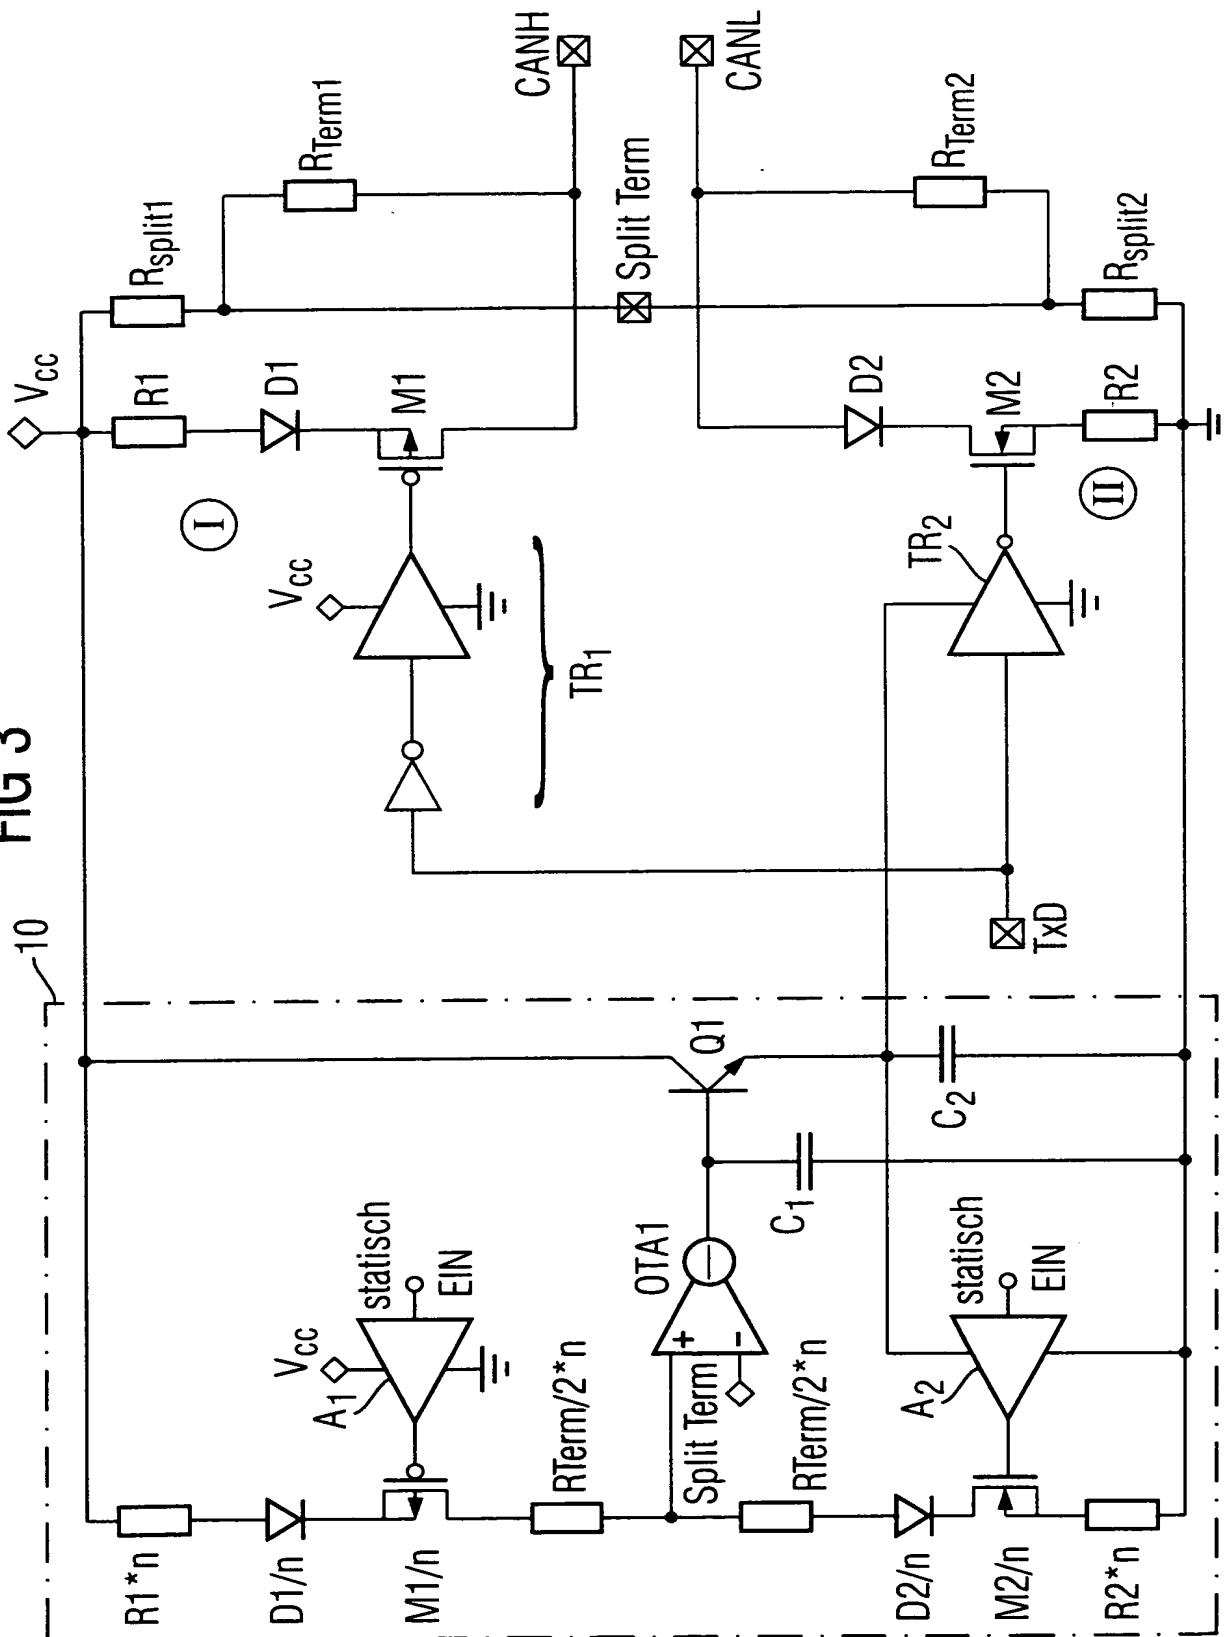 FIG 3
10
VCC
Rsplit1
RTerm1
CANH
R1
D1
M1
I
VCC
TR1
Split Term
CANL
RTerm2
D2
M2
R2
Rsplit2
II
TR2
TxD
Q1
C2
C1
OTA1
+
-
Split Term
statisch
EIN
VCC
A1
statisch
EIN
A2
R1*n
D1/n
M1/n
RTerm/2*n
RTerm/2*n
D2/n
M2/n
R2*n